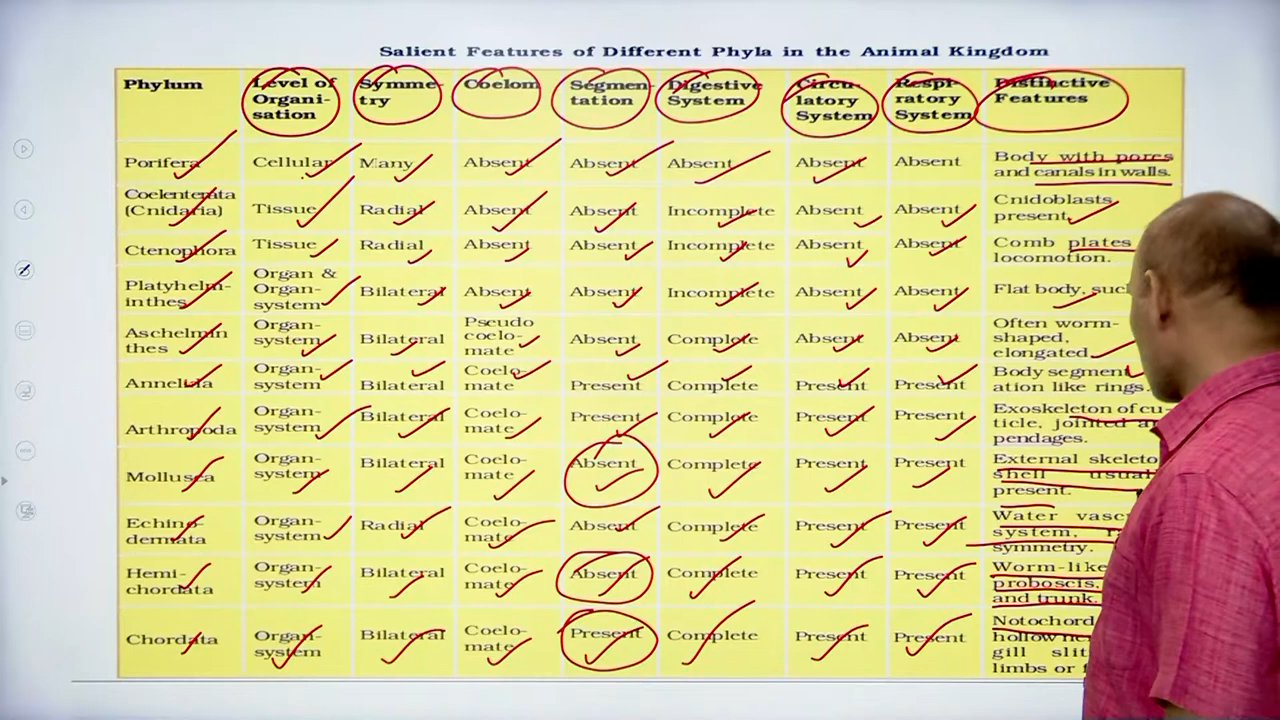 Salient Features of Different Phyla in the Animal Kingdom
Phylum
Level of
Organi-
sation
Symme-
try
Coelom
Segmen-
tation
Digestive
System
Circu-
latory
System
Respi-
ratory
System
Distinctive
Features
Porifera
Cellular
Many
Absent
Absent
Absent
Absent
Absent
Body with pores
and canals in walls.
Coelenterata
(Cnidaria)
Tissue
Radial
Absent
Absent
Incomplete
Absent
Absent
Cnidoblasts
present
Ctenophora
Tissue
Radial
Absent
Absent
Incomplete
Absent
Absent
Comb plates
locomotion.
Platyhelm-
inthes
Organ &
Organ-
system
Bilateral
Absent
Absent
Incomplete
Absent
Absent
Flat body,
Aschelmin
thes
Organ-
system
Bilateral
Pseudo
coelo-
mate
Absent
Complete
Absent
Absent
Often worm-
shaped,
elongated
Annelida
Organ-
system
Bilateral
Coelo-
mate
Present
Complete
Present
Present
Body segment
ation like rings.
Arthropoda
Organ-
system
Bilateral
Coelo-
mate
Present
Complete
Present
Present
Exoskeleton of cu-
ticle, jointed
pendages.
Mollusca
Organ-
system
Bilateral
Coelo-
mate
Absent
Complete
Present
Present
External
shell
present.
Echino-
dermata
Organ-
system
Radial
Coelo-
mate
Absent
Complete
Present
Present
Water
system,
symmetry.
Hemi-
chordata
Organ-
system
Bilateral
Coelo-
mate
Absent
Complete
Present
Present
Worm-like
proboscis,
and trunk.
Chordata
Organ-
system
Bilateral
Coelo-
mate
Present
Complete
Present
Present
Notochord
hollow
gill
limbs or